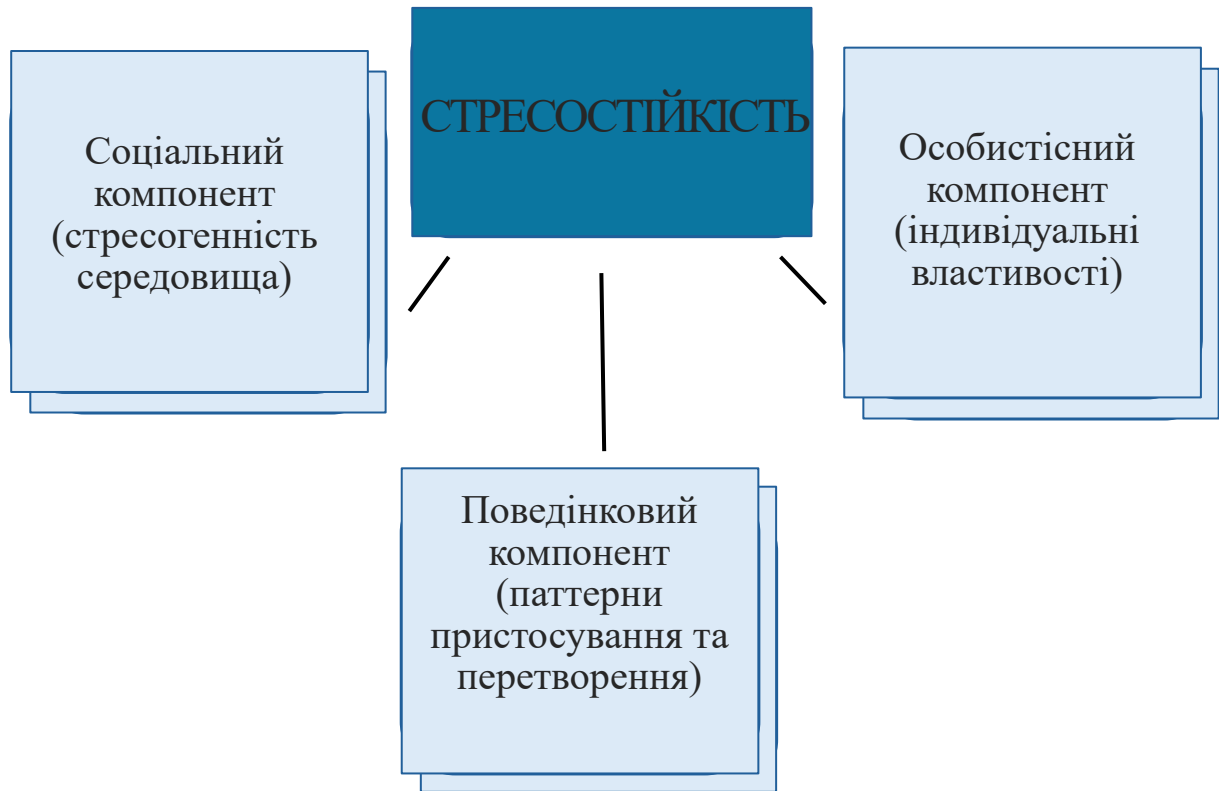 СТРЕСОСТІЙКІСТЬ
Соціальний
компонент
(стресогенність
середовища)
Особистісний
компонент
(індивідуальні
властивості)
Поведінковий
компонент
(паттерни
пристосування та
перетворення)